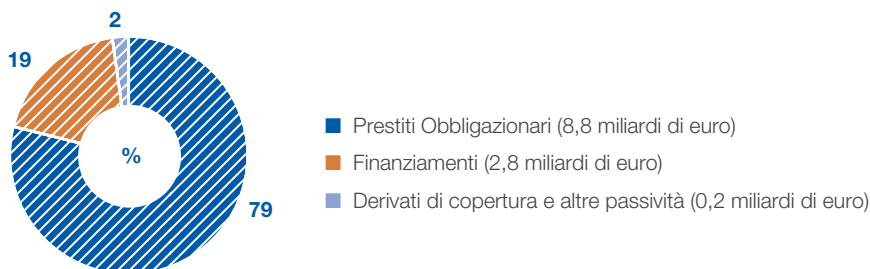 2
19
%
79
Prestiti Obbligazionari (8,8 miliardi di euro)
Finanziamenti (2,8 miliardi di euro)
Derivati di copertura e altre passività (0,2 miliardi di euro)